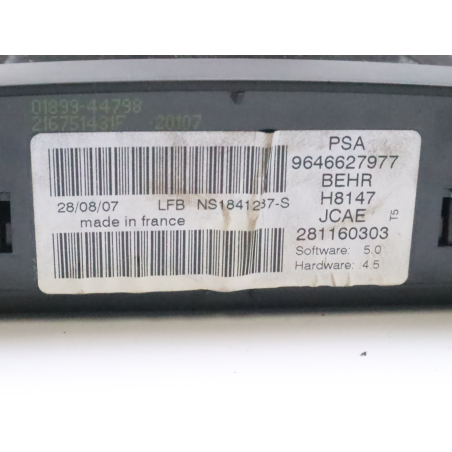 01899-44798
216751431F 20107
PSA
9646627977
BEHR
H8147
JCAE T5
281160303
Software: 5.0
Hardware: 4.5
28/08/07 LFB NS1841287-S
made in france